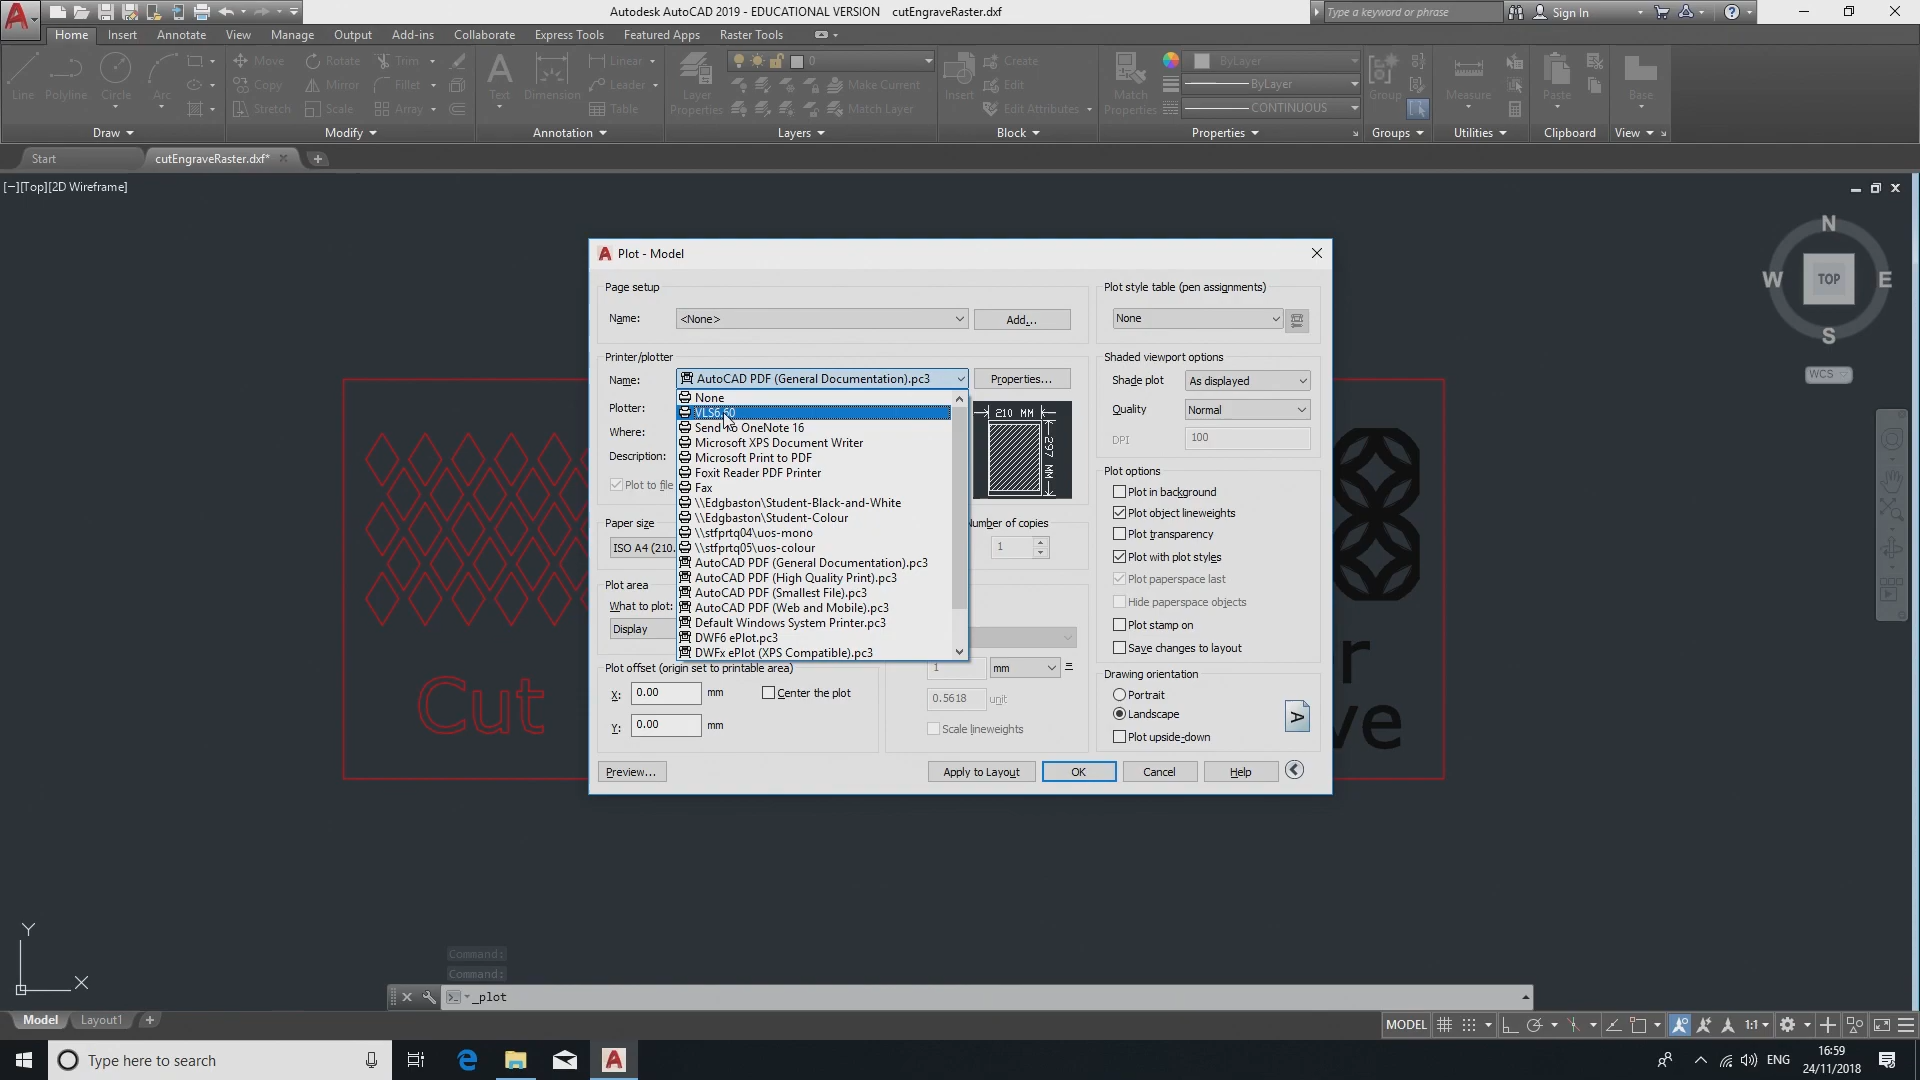 Autodesk AutoCAD 2019 - EDUCATIONAL VERSION cutEngraveRaster.dxf
Type a keyword or phrase
Sign In
Home Insert Annotate View Manage Output Add-ins Collaborate Express Tools Featured Apps Raster Tools
Line Polyline Circle Arc
Move Rotate Trim
Copy Mirror Fillet
Stretch Scale Array
Text Dimension
Linear
Leader
Table
Layer Properties
0
Make Current
Match Layer
Insert
Create
Edit
Edit Attributes
Match Properties
ByLayer
ByLayer
CONTINUOUS
Group
Measure
Paste
Base
Draw Modify Annotation Layers Block Properties Groups Utilities Clipboard View
Start cutEngraveRaster.dxf*
[−][Top][2D Wireframe]
N
W TOP E
S
WCS
Plot - Model
Page setup
Name: <None> Add...
Plot style table (pen assignments)
None
Printer/plotter
Name: AutoCAD PDF (General Documentation).pc3 Properties...
Plotter:
Where:
Description:
Plot to file
None
VLS6.60
Send To OneNote 16
Microsoft XPS Document Writer
Microsoft Print to PDF
Foxit Reader PDF Printer
Fax
\\Edgbaston\Student-Black-and-White
\\Edgbaston\Student-Colour
\\stfprtq04\uos-mono
\\stfprtq05\uos-colour
AutoCAD PDF (General Documentation).pc3
AutoCAD PDF (High Quality Print).pc3
AutoCAD PDF (Smallest File).pc3
AutoCAD PDF (Web and Mobile).pc3
Default Windows System Printer.pc3
DWF6 ePlot.pc3
DWFx ePlot (XPS Compatible).pc3
210 MM
297 MM
Paper size
ISO A4 (210.
Number of copies
1
Plot area
What to plot:
Display
Plot offset (origin set to printable area)
X: 0.00 mm Center the plot
Y: 0.00 mm
1 mm =
0.5618 unit
Scale lineweights
Shaded viewport options
Shade plot As displayed
Quality Normal
DPI 100
Plot options
Plot in background
Plot object lineweights
Plot transparency
Plot with plot styles
Plot paperspace last
Hide paperspace objects
Plot stamp on
Save changes to layout
Drawing orientation
Portrait
Landscape
Plot upside-down
A
Preview... Apply to Layout OK Cancel Help
Cut
r
ve
Y
X
Command:
Command:
_plot
Model Layout1
MODEL 1:1
Type here to search
ENG
16:59
24/11/2018